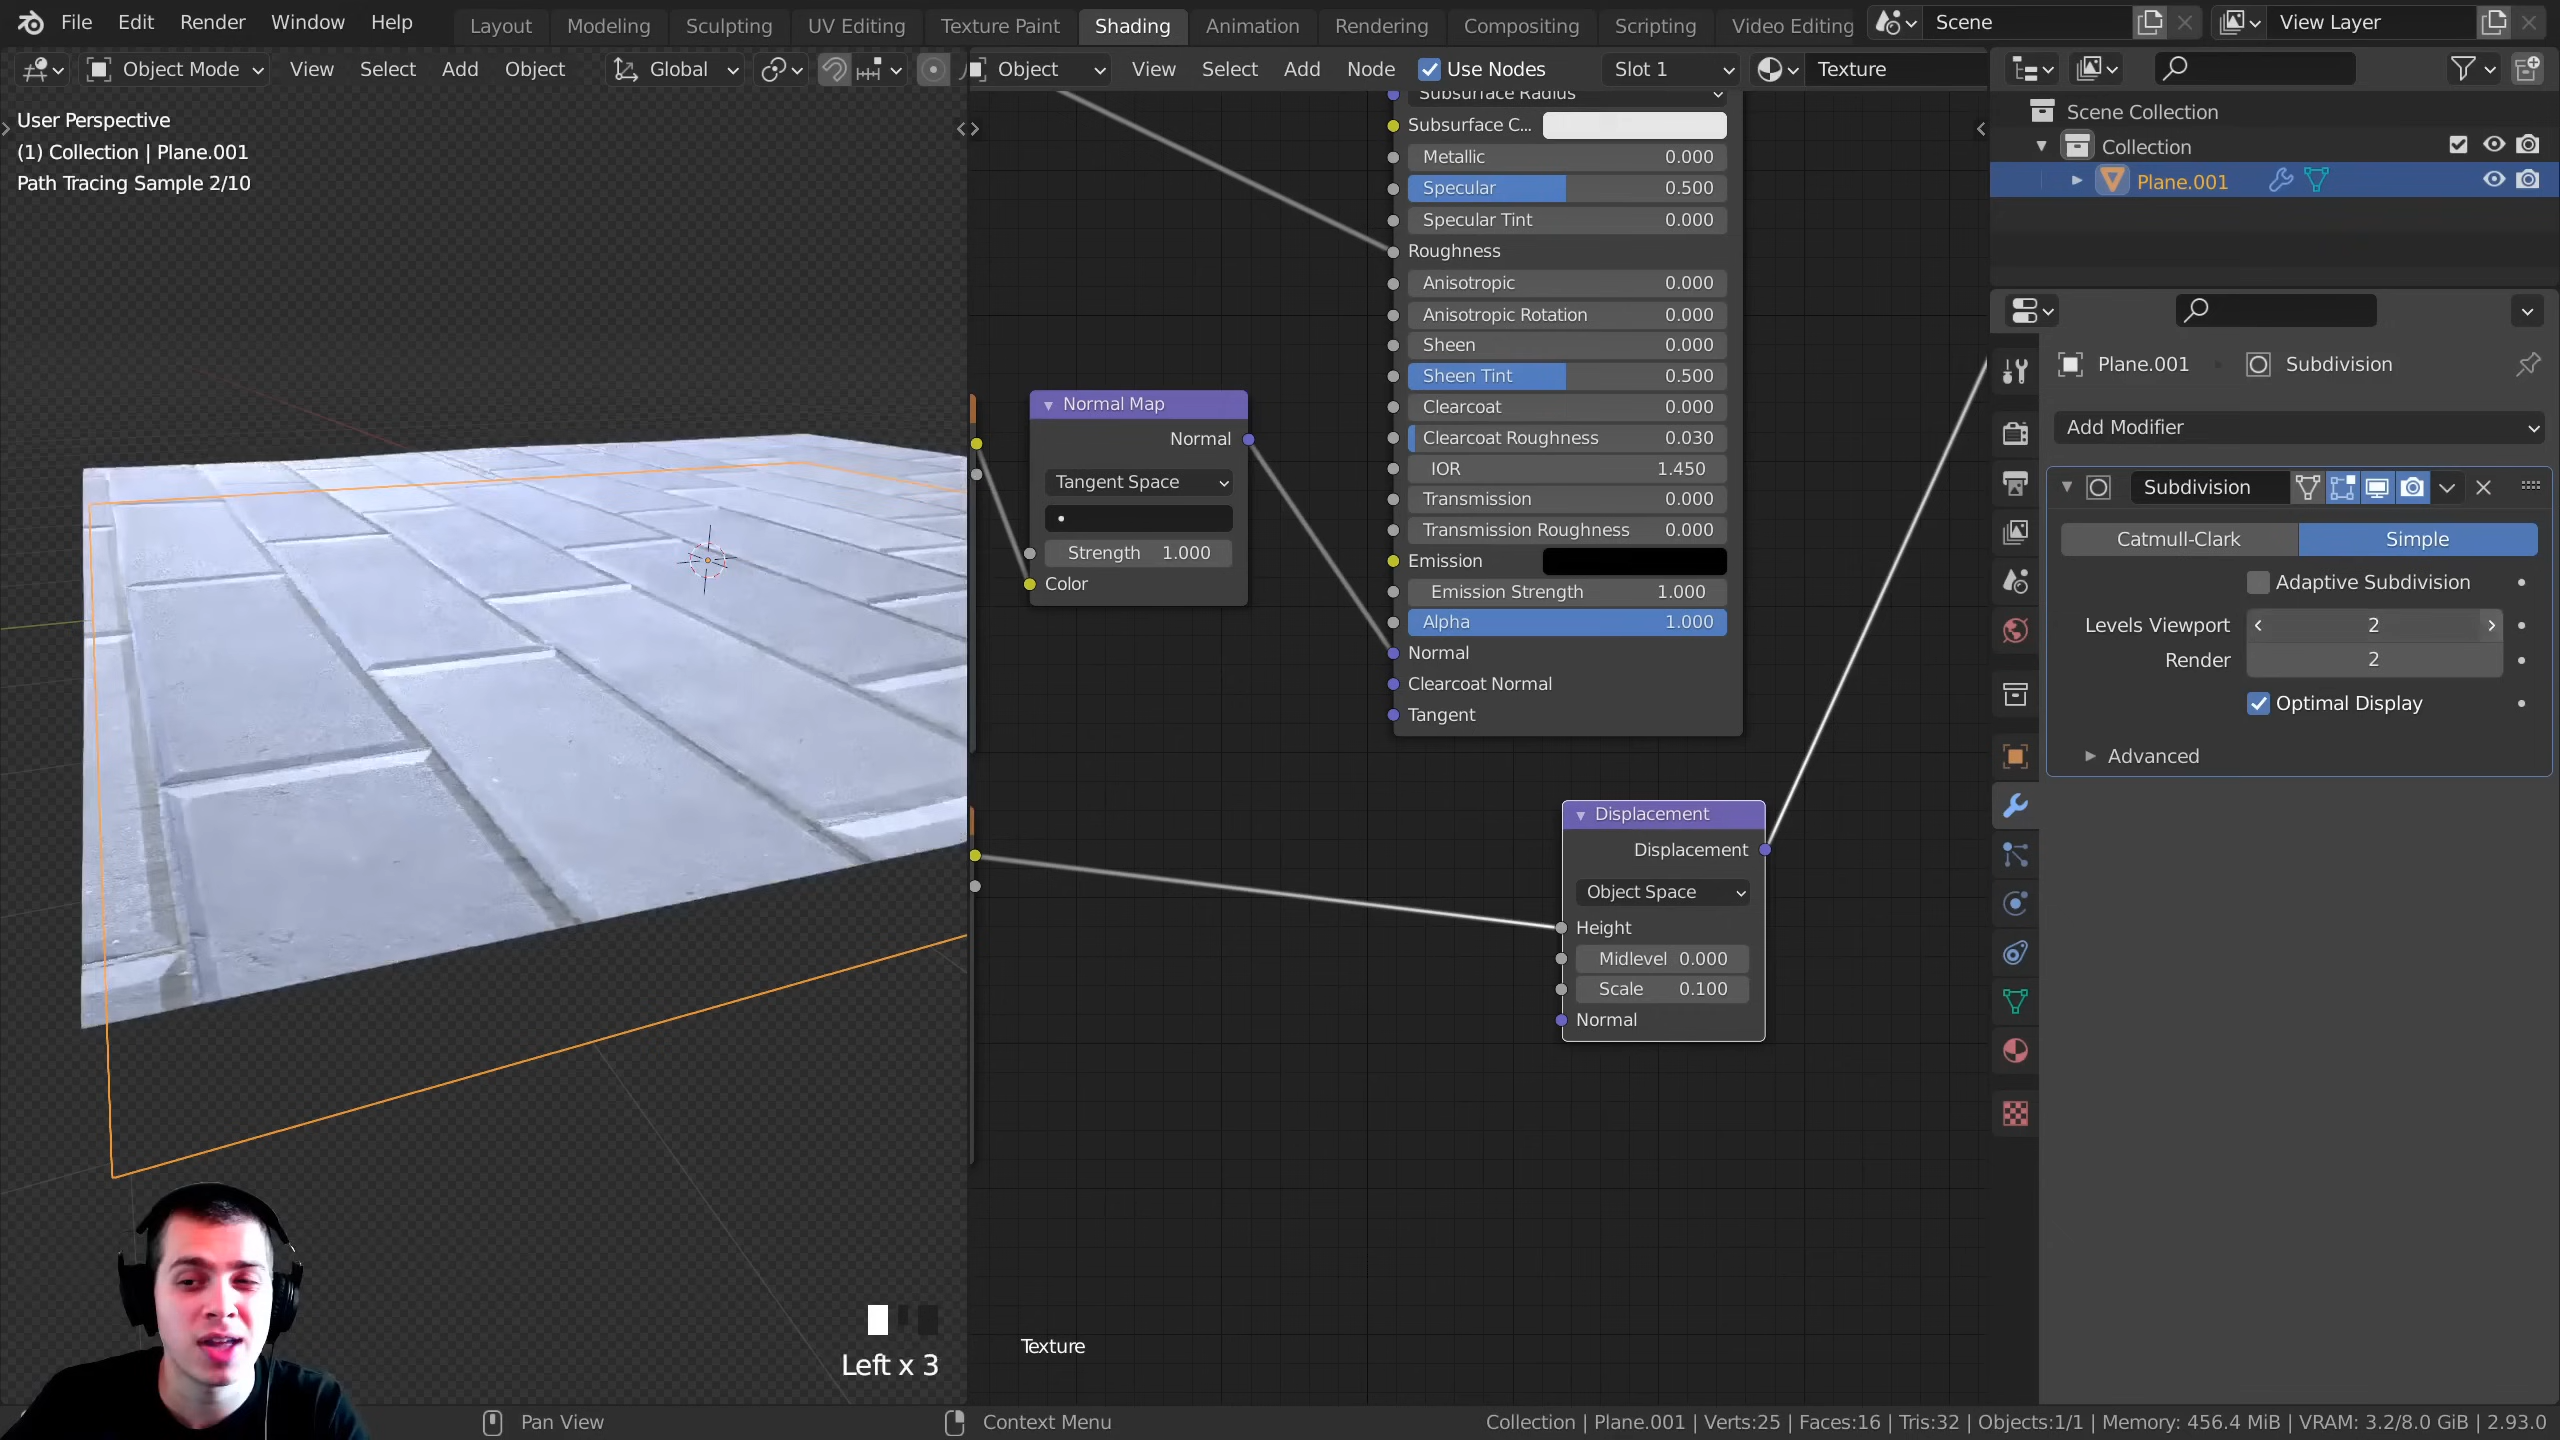 File Edit Render Window Help
Layout Modeling Sculpting UV Editing Texture Paint Shading Animation Rendering Compositing Scripting Video Editing
Scene
View Layer
Object Mode View Select Add Object Global
Object View Select Add Node Use Nodes Slot 1 Texture
User Perspective
(1) Collection | Plane.001
Path Tracing Sample 2/10
Subsurface Radius
Subsurface C...
Metallic 0.000
Specular 0.500
Specular Tint 0.000
Roughness
Anisotropic 0.000
Anisotropic Rotation 0.000
Sheen 0.000
Sheen Tint 0.500
Clearcoat 0.000
Clearcoat Roughness 0.030
IOR 1.450
Transmission 0.000
Transmission Roughness 0.000
Emission
Emission Strength 1.000
Alpha 1.000
Normal
Clearcoat Normal
Tangent
Normal Map
Normal
Tangent Space
Strength 1.000
Color
Displacement
Displacement
Object Space
Height
Midlevel 0.000
Scale 0.100
Normal
Texture
Left x 3
Scene Collection
Collection
Plane.001
Plane.001 Subdivision
Add Modifier
Subdivision
Catmull-Clark Simple
Adaptive Subdivision
Levels Viewport 2
Render 2
Optimal Display
Advanced
Pan View
Context Menu
Collection | Plane.001 | Verts:25 | Faces:16 | Tris:32 | Objects:1/1 | Memory: 456.4 MiB | VRAM: 3.2/8.0 GiB | 2.93.0